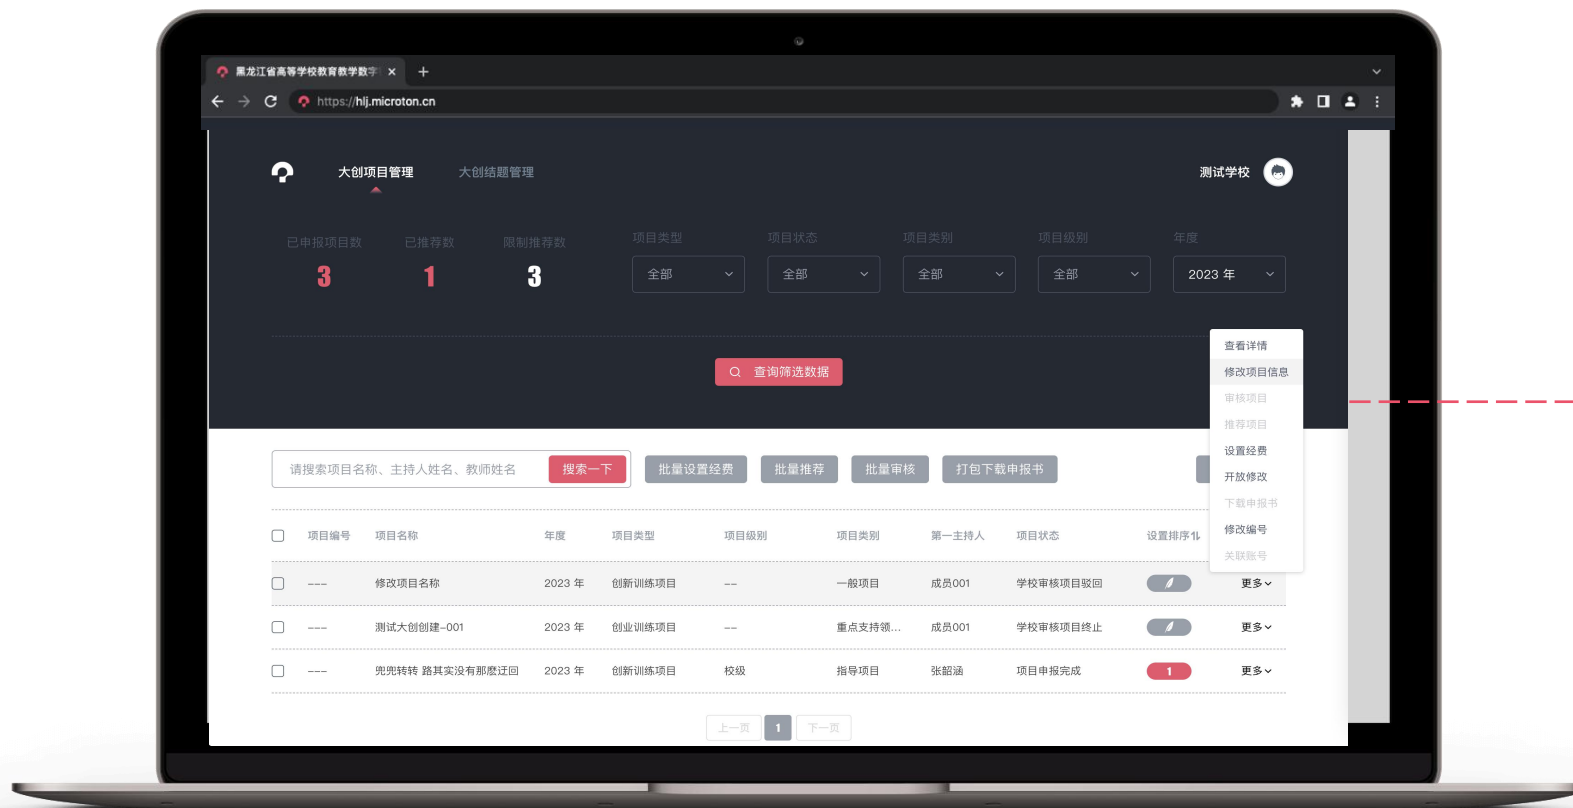 黑龙江省高等学校教育教学数字
https://hlj.microton.cn
大创项目管理 大创结题管理 测试学校
已申报项目数 已推荐数 限制推荐数 项目类型 项目状态 项目类别 项目级别 年度
3 1 3 全部 全部 全部 全部 2023 年
查询筛选数据
查看详情
修改项目信息
审核项目
推荐项目
设置经费
开放修改
下载申报书
修改编号
关联账号
请搜索项目名称、主持人姓名、教师姓名 搜索一下 批量设置经费 批量推荐 批量审核 打包下载申报书
项目编号 项目名称 年度 项目类型 项目级别 项目类别 第一主持人 项目状态 设置排序
--- 修改项目名称 2023 年 创新训练项目 -- 一般项目 成员001 学校审核项目驳回 更多
--- 测试大创创建-001 2023 年 创业训练项目 -- 重点支持领... 成员001 学校审核项目终止 更多
--- 兜兜转转 路其实没有那麽迂回 2023 年 创新训练项目 校级 指导项目 张韶涵 项目申报完成 1 更多
上一页 1 下一页